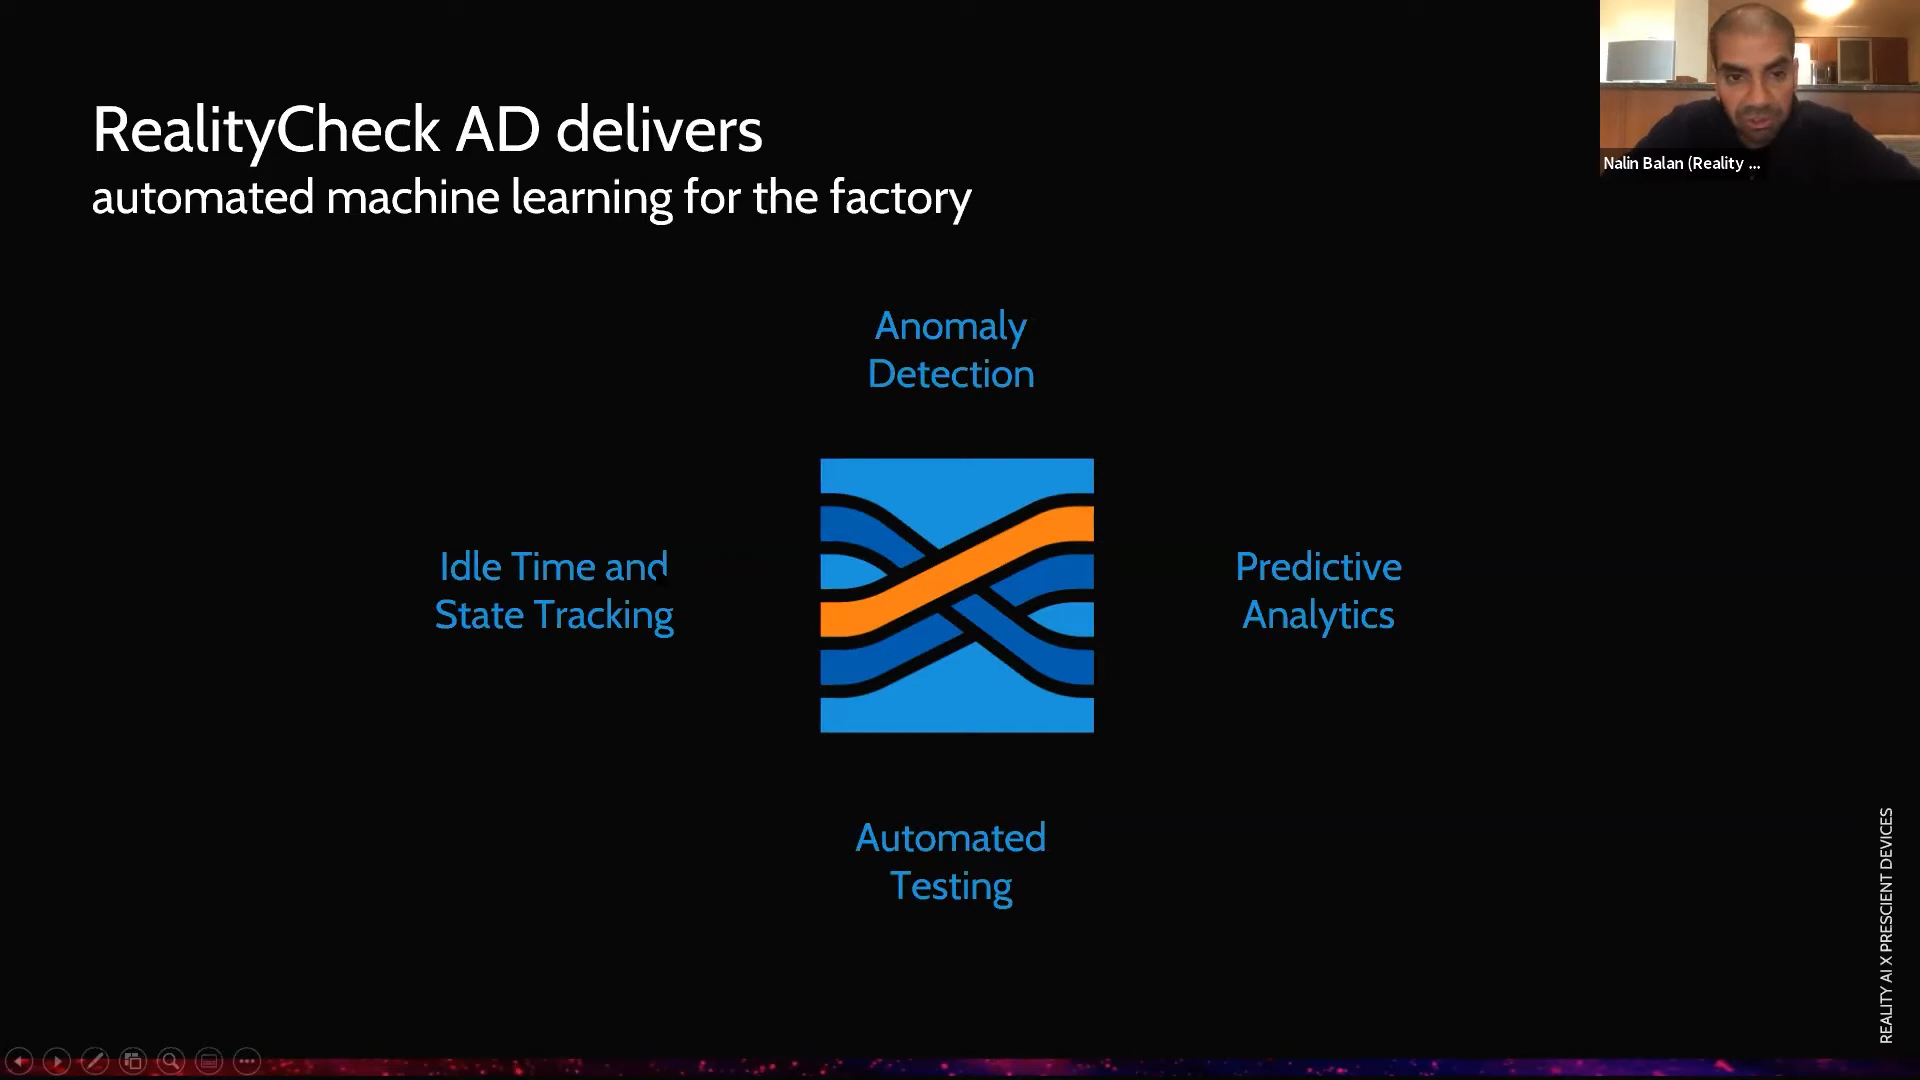 RealityCheck AD delivers
automated machine learning for the factory
Nalin Balan (Reality ...
Anomaly
Detection
Idle Time and
State Tracking
Predictive
Analytics
Automated
Testing
REALITY AI X PRESCIENT DEVICES